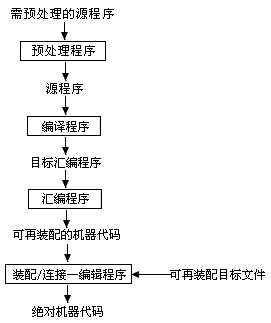 需预处理的源程序
预处理程序
源程序
编译程序
目标汇编程序
汇编程序
可再装配的机器代码
装配/连接一编辑程序
可再装配目标文件
绝对机器代码